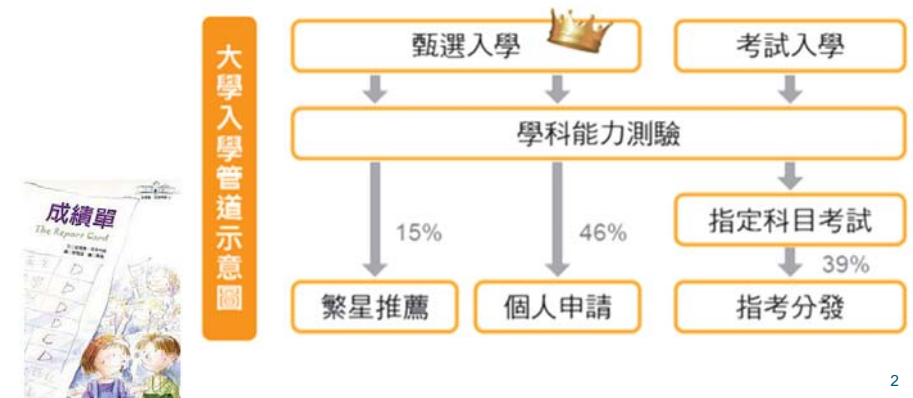 大學入學管道示意圖
甄選入學
考試入學
學科能力測驗
15%
46%
指定科目考試
39%
繁星推薦
個人申請
指考分發
成績單
The Report Card
D
D
D
D
C
D
2